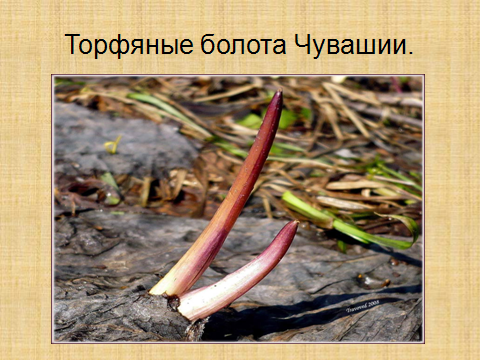 Торфяные болота Чувашии.